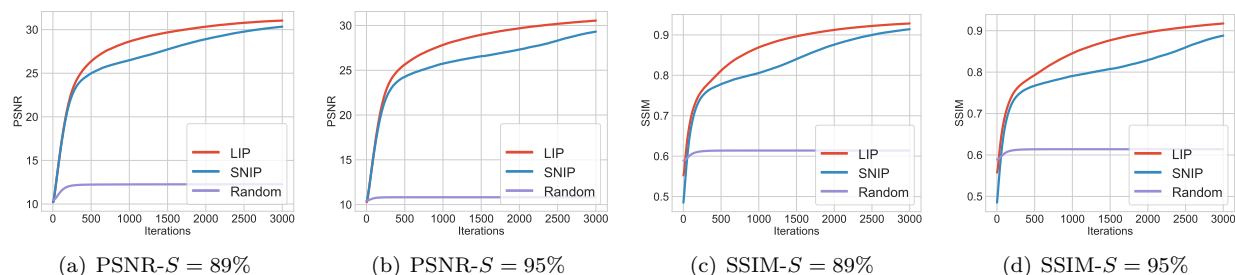 30
25
20
15
10
PSNR
0 500 1000 1500 2000 2500 3000
Iterations
LIP
SNIP
Random
(a) PSNR-S = 89%
30
25
20
15
10
PSNR
0 500 1000 1500 2000 2500 3000
Iterations
LIP
SNIP
Random
(b) PSNR-S = 95%
0.9
0.8
0.7
0.6
0.5
SSIM
0 500 1000 1500 2000 2500 3000
Iterations
LIP
SNIP
Random
(c) SSIM-S = 89%
0.9
0.8
0.7
0.6
0.5
SSIM
0 500 1000 1500 2000 2500 3000
Iterations
LIP
SNIP
Random
(d) SSIM-S = 95%